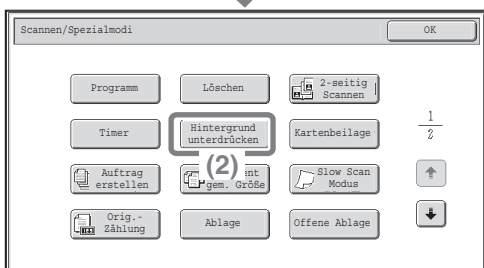 Scannen/Spezialmodi
OK
Programm
Löschen
2-seitig
Scannen
Timer
Hintergrund
unterdrücken
Kartenbeilage
1
2
Auftrag
erstellen
(2)
gem. Größe
Slow Scan
Modus
Orig.-
Zählung
Ablage
Offene Ablage